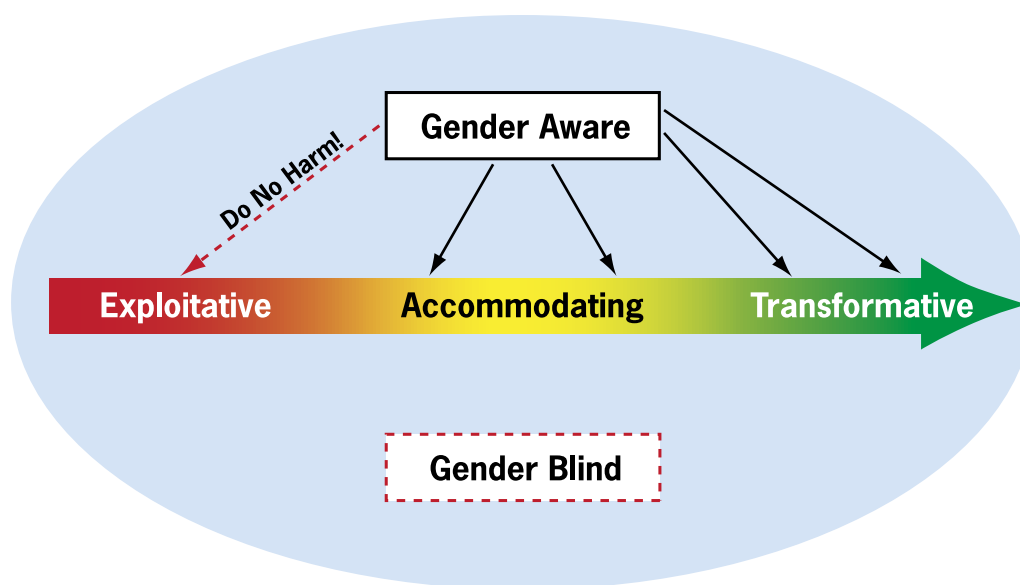 Gender Aware
Do No Harm!
Exploitative
Accommodating
Transformative
Gender Blind